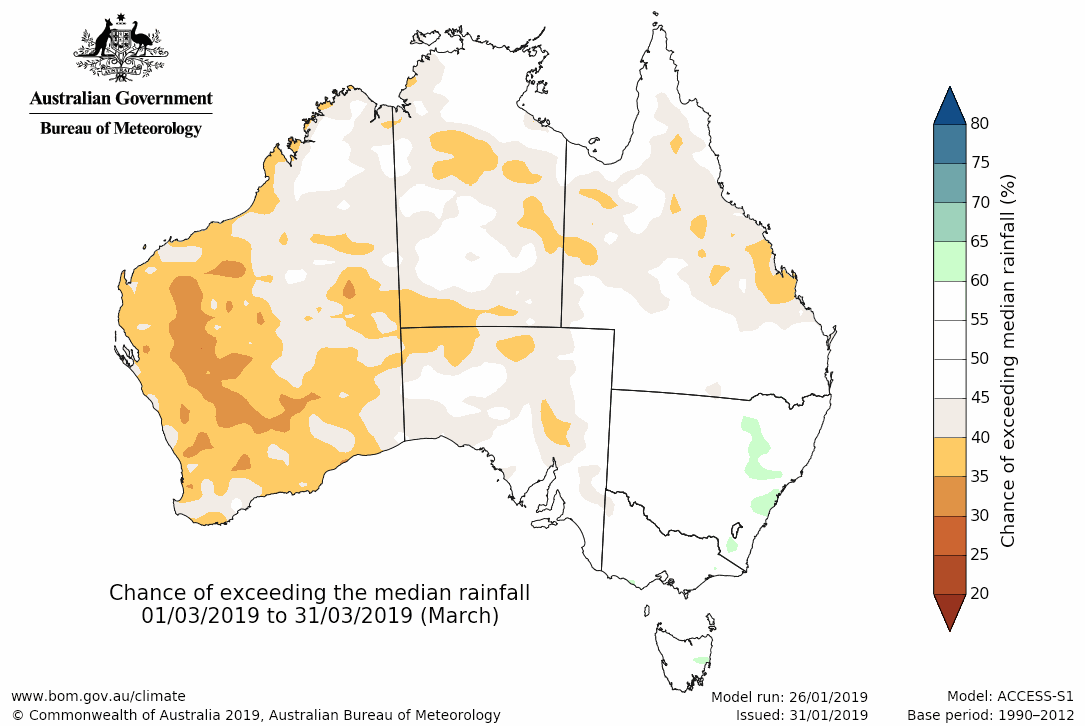 AUSTRALIA
Australian Government
Bureau of Meteorology
80
75
70
65
60
55
50
45
40
35
30
25
20
Chance of exceeding median rainfall (%)
Chance of exceeding the median rainfall
01/03/2019 to 31/03/2019 (March)
www.bom.gov.au/climate
© Commonwealth of Australia 2019, Australian Bureau of Meteorology
Model run: 26/01/2019
Issued: 31/01/2019
Model: ACCESS-S1
Base period: 1990–2012